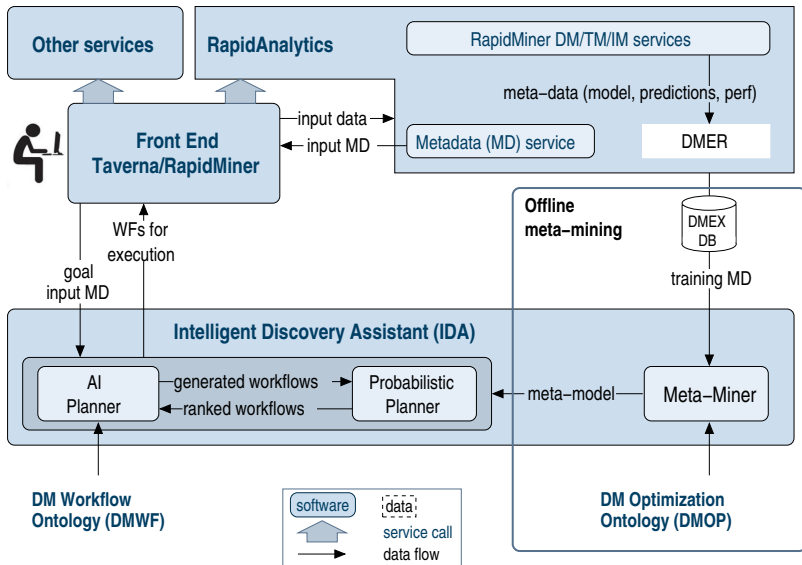 Other services
RapidAnalytics
RapidMiner DM/TM/IM services
meta-data (model, predictions, perf)
DMER
Metadata (MD) service
input data
input MD
Front End
Taverna/RapidMiner
WFs for
execution
goal
input MD
Offline
meta-mining
DMEX
DB
training MD
Intelligent Discovery Assistant (IDA)
AI
Planner
generated workflows
ranked workflows
Probabilistic
Planner
meta-model
Meta-Miner
DM Workflow
Ontology (DMWF)
DM Optimization
Ontology (DMOP)
software
data
service call
data flow